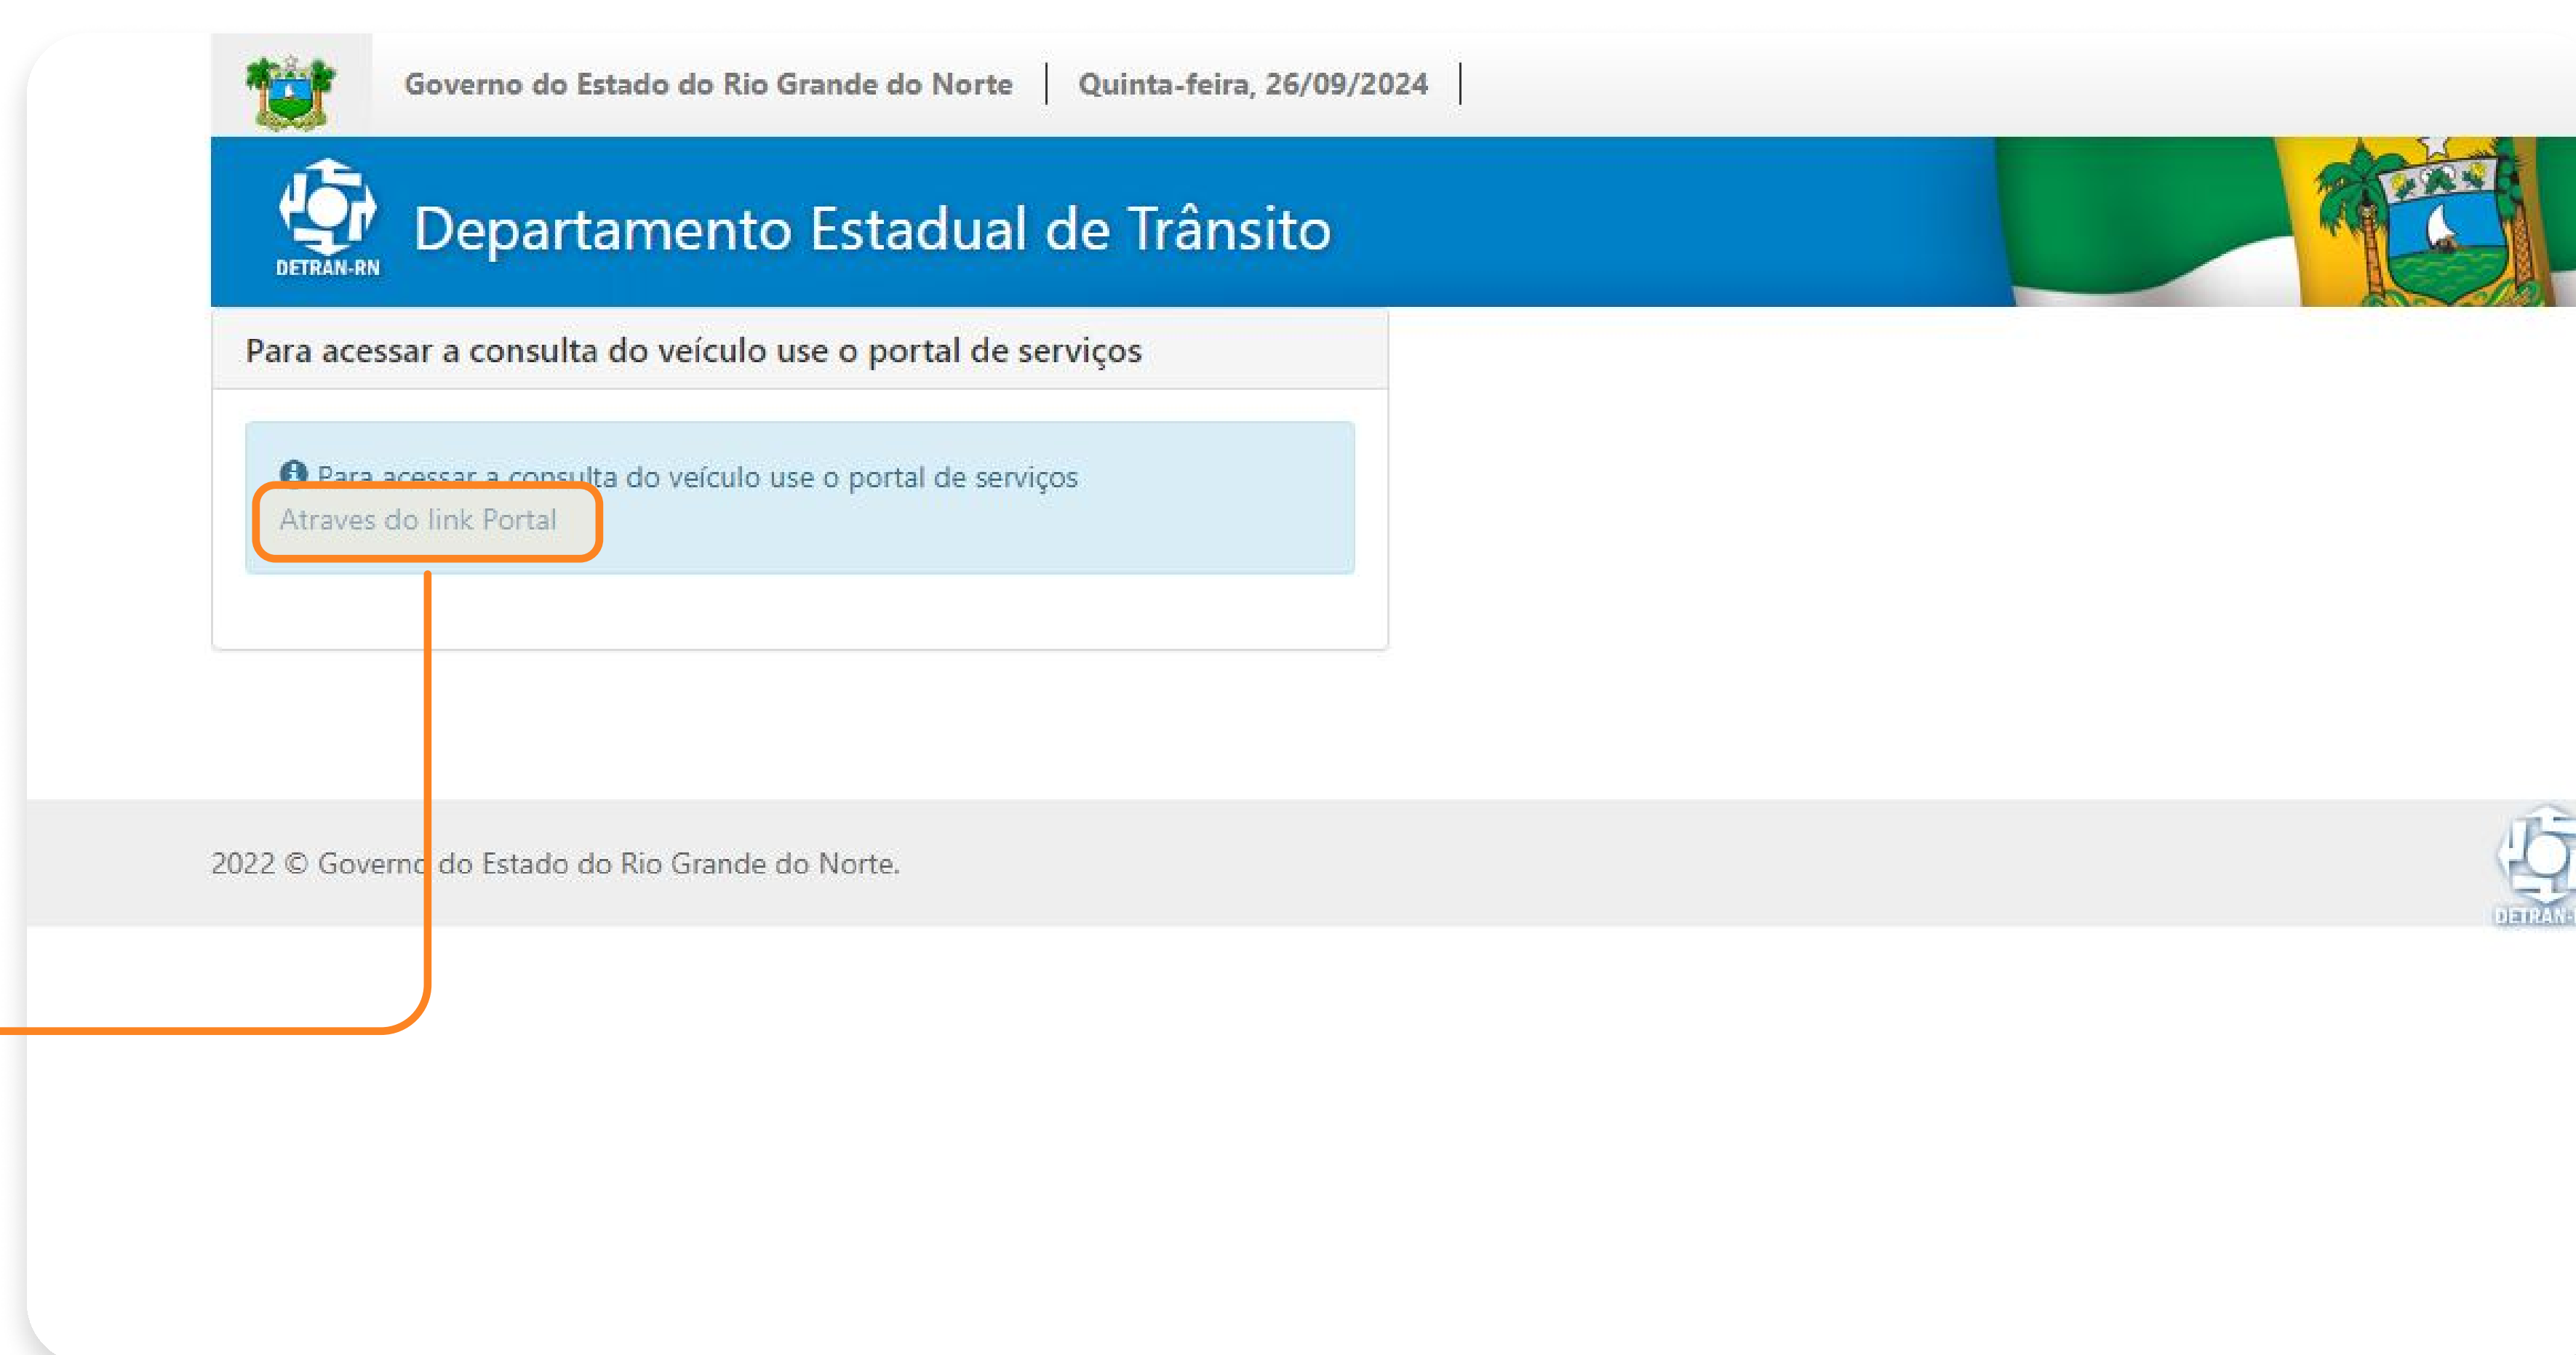 Governo do Estado do Rio Grande do Norte
Quinta-feira, 26/09/2024
DETRAN-RN
Departamento Estadual de Trânsito
Para acessar a consulta do veículo use o portal de serviços
Para acessar a consulta do veículo use o portal de serviços
Atraves do link Portal
2022 © Governo do Estado do Rio Grande do Norte.
DETRAN-